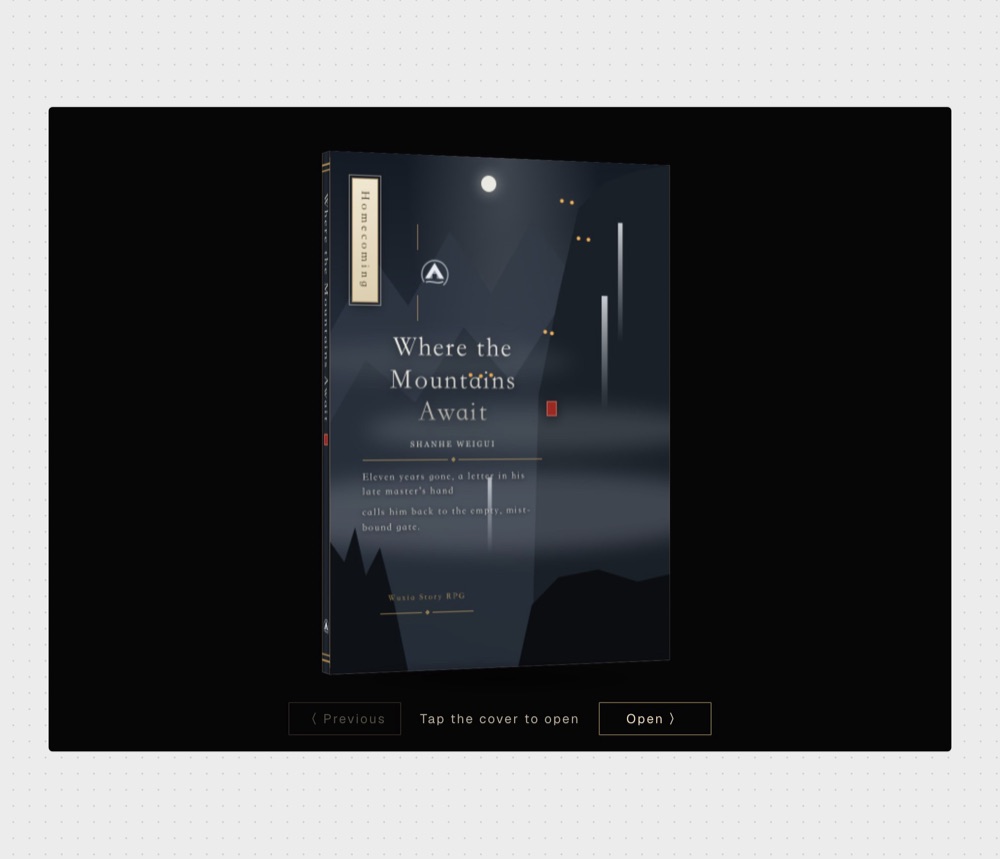 Where the Mountains Await
Homecoming
Where the
Mountains
Await
SHANHE WEIGUI
Eleven years gone, a letter in his
late master's hand
calls him back to the empty, mist-
bound gate.
Wuxia Story RPG
〈 Previous
Tap the cover to open
Open 〉